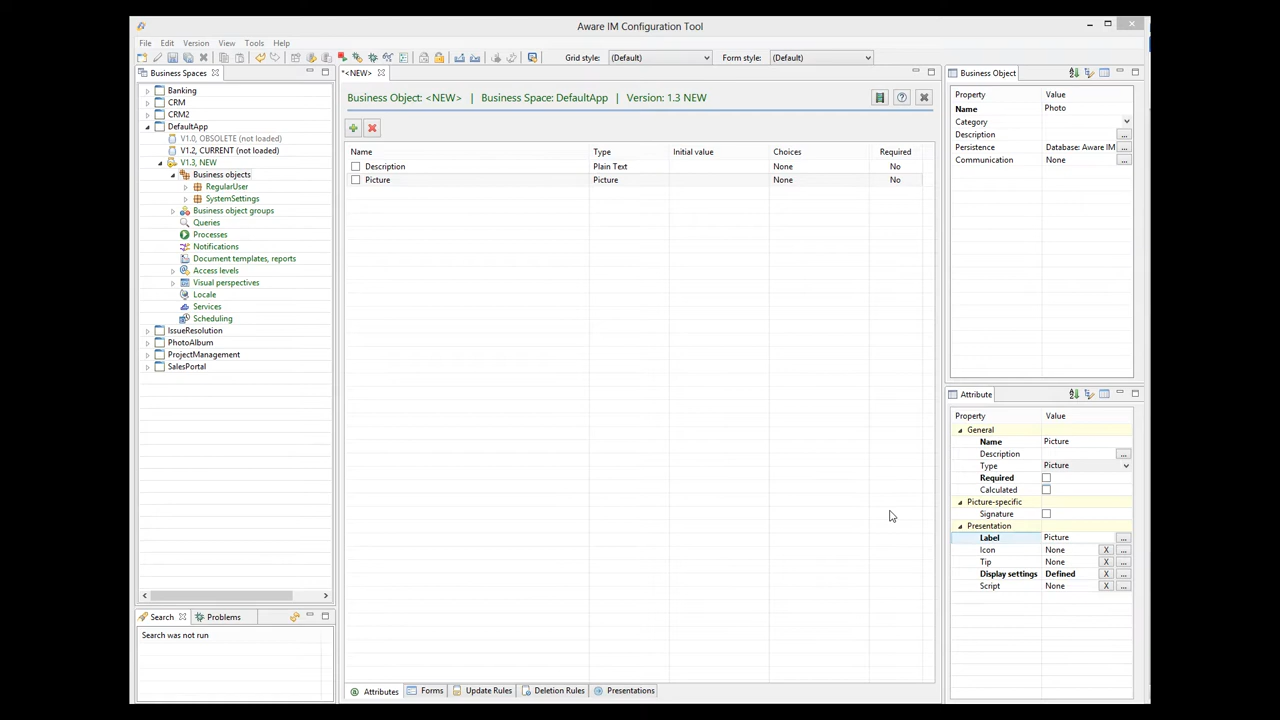 Aware IM Configuration Tool
File Edit Version View Tools Help
Grid style: (Default) Form style: (Default)
Business Spaces
Banking
CRM
CRM2
DefaultApp
V1.0, OBSOLETE (not loaded)
V1.2, CURRENT (not loaded)
V1.3, NEW
Business objects
RegularUser
SystemSettings
Business object groups
Queries
Processes
Notifications
Document templates, reports
Access levels
Visual perspectives
Locale
Services
Scheduling
IssueResolution
PhotoAlbum
ProjectManagement
SalesPortal
Search Problems
Search was not run
*<NEW>
Business Object: <NEW> | Business Space: DefaultApp | Version: 1.3 NEW
Name Type Initial value Choices Required
Description Plain Text None No
Picture Picture None No
Attributes Forms Update Rules Deletion Rules Presentations
Business Object
Property Value
Name Photo
Category
Description ...
Persistence Database: Aware IM ...
Communication None ...
Attribute
Property Value
General
Name Picture
Description ...
Type Picture
Required
Calculated
Picture-specific
Signature
Presentation
Label Picture ...
Icon None X ...
Tip None X ...
Display settings Defined X ...
Script None X ...